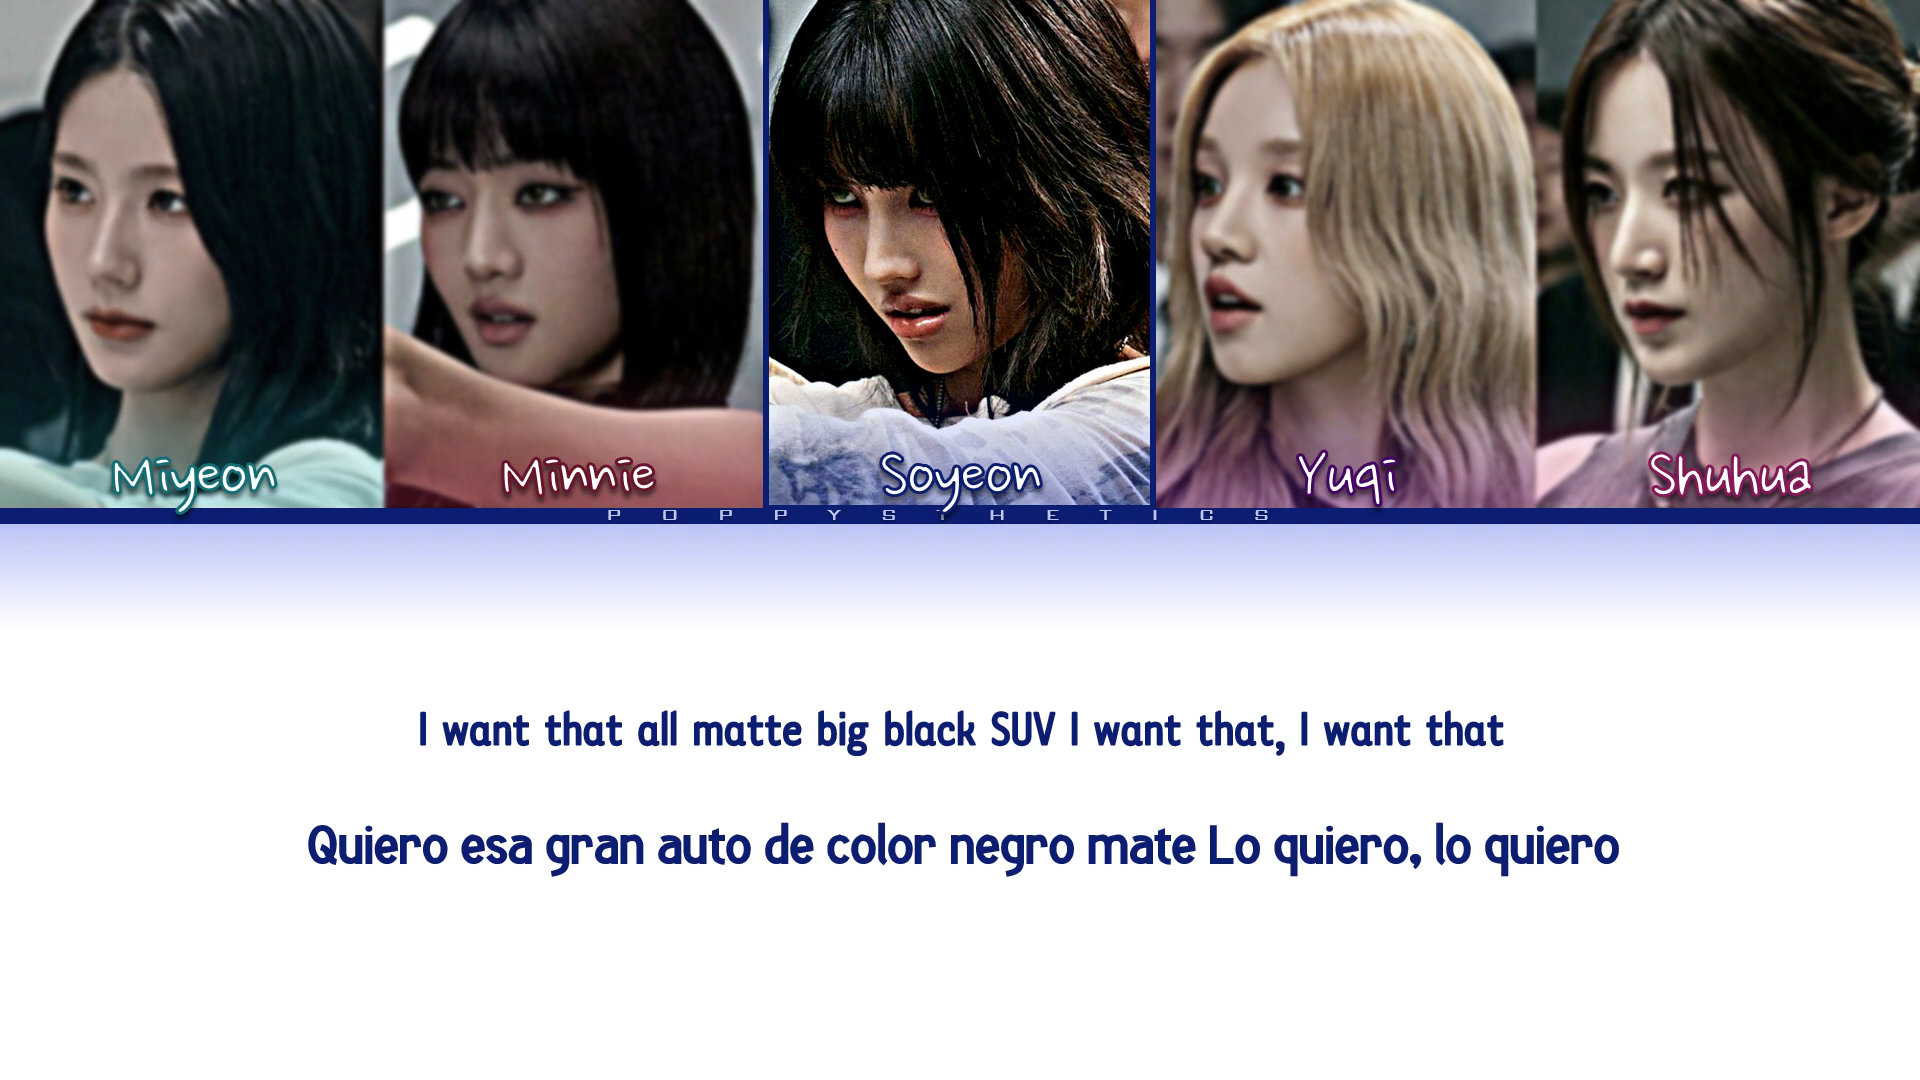 Miyeon Minnie Soyeon Yuqi Shuhua
POPPYSTHETICS
I want that all matte big black SUV I want that, I want that
Quiero esa gran auto de color negro mate Lo quiero, lo quiero